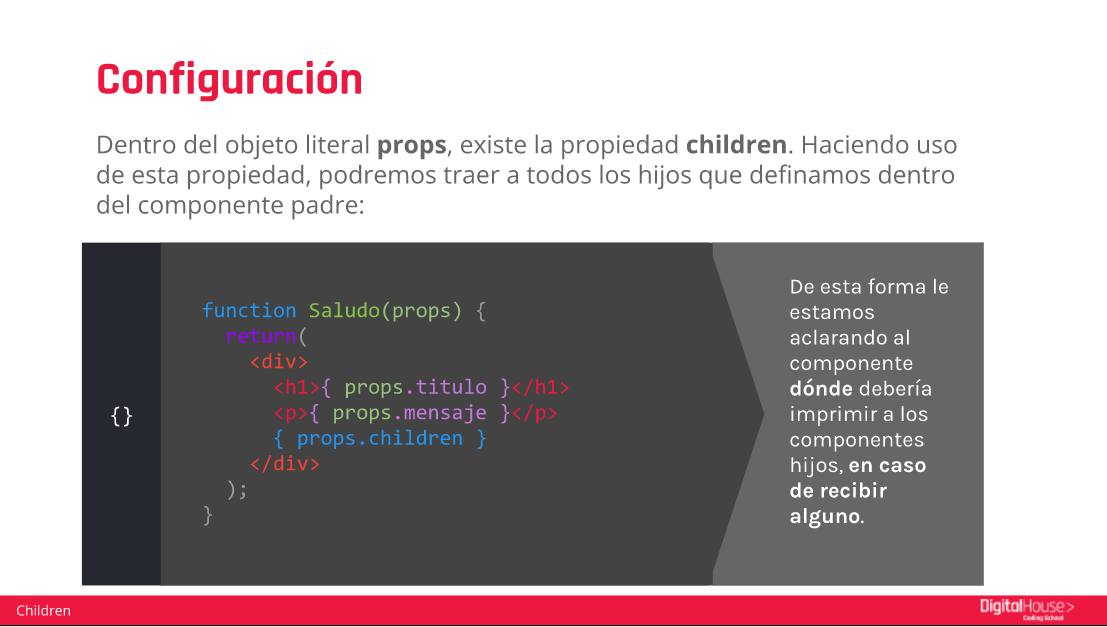 Configuración
Dentro del objeto literal props, existe la propiedad children. Haciendo uso
de esta propiedad, podremos traer a todos los hijos que definamos dentro
del componente padre:
{}
function Saludo(props) {
  return(
    <div>
      <h1>{ props.titulo }</h1>
      <p>{ props.mensaje }</p>
      { props.children }
    </div>
  );
}
De esta forma le
estamos
aclarando al
componente
dónde debería
imprimir a los
componentes
hijos, en caso
de recibir
alguno.
Children
DigitalHouse>
Coding School